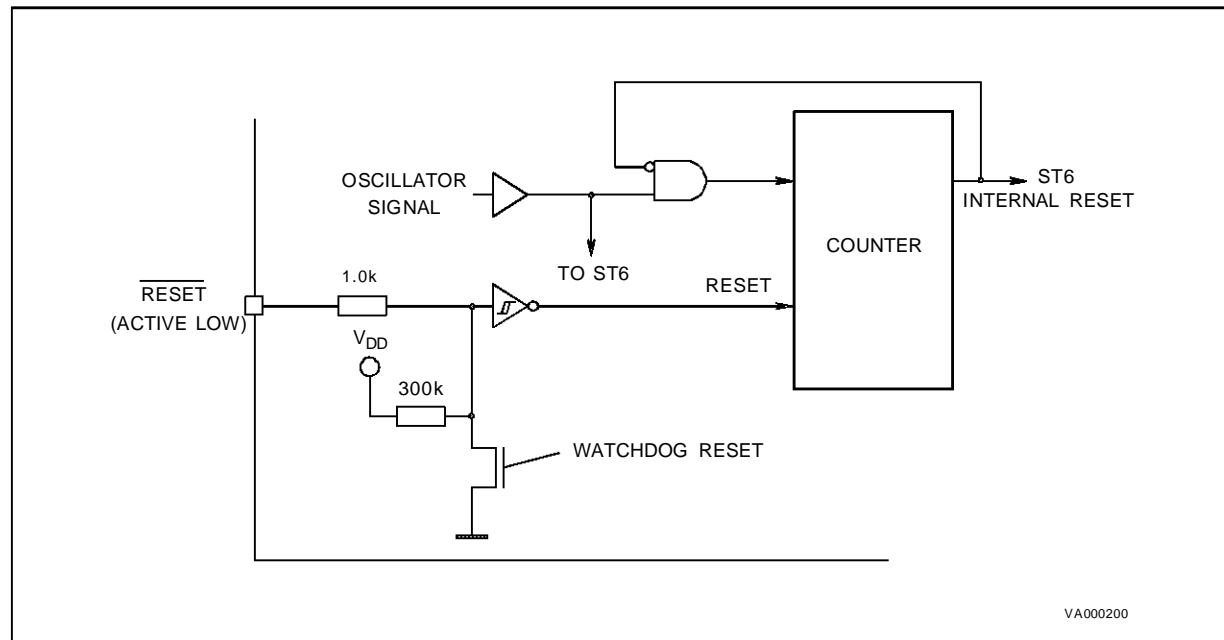 OSCILLATOR
SIGNAL
TO ST6
COUNTER
ST6
INTERNAL RESET
RESET
(ACTIVE LOW)
1.0k
RESET
VDD
300k
WATCHDOG RESET
VA000200